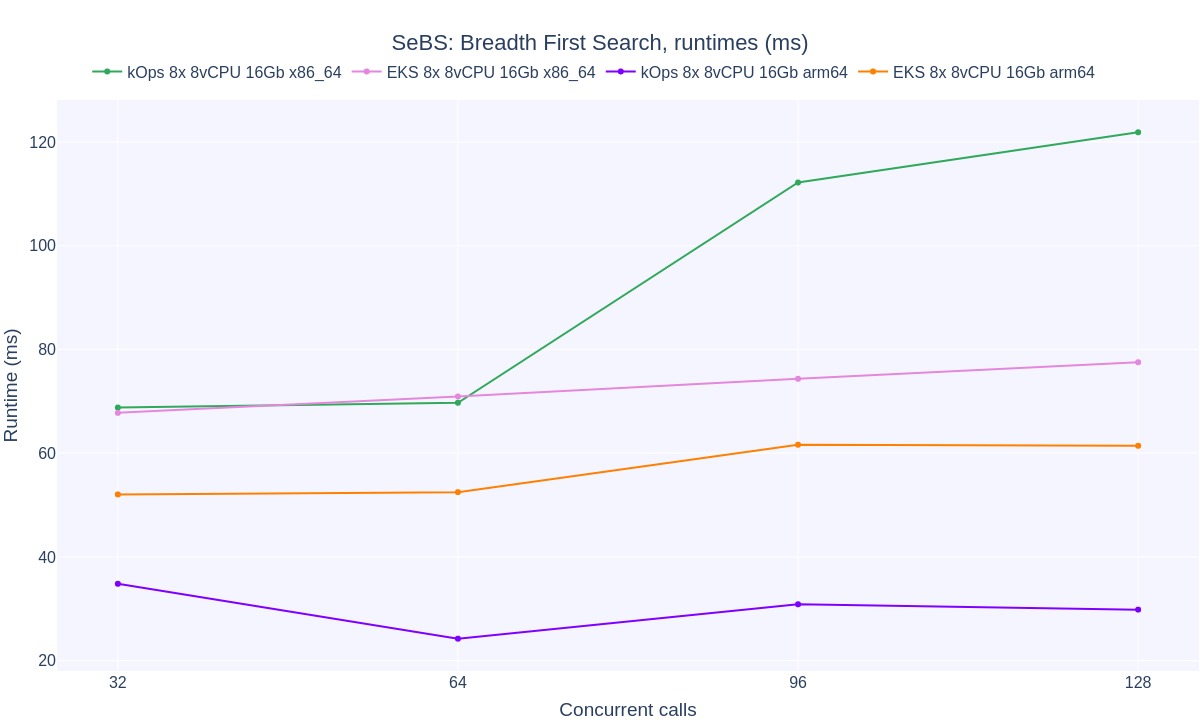 SeBS: Breadth First Search, runtimes (ms)
kOps 8x 8vCPU 16Gb x86_64 EKS 8x 8vCPU 16Gb x86_64 kOps 8x 8vCPU 16Gb arm64 EKS 8x 8vCPU 16Gb arm64
120
100
80
60
40
20
Runtime (ms)
32 64 96 128
Concurrent calls